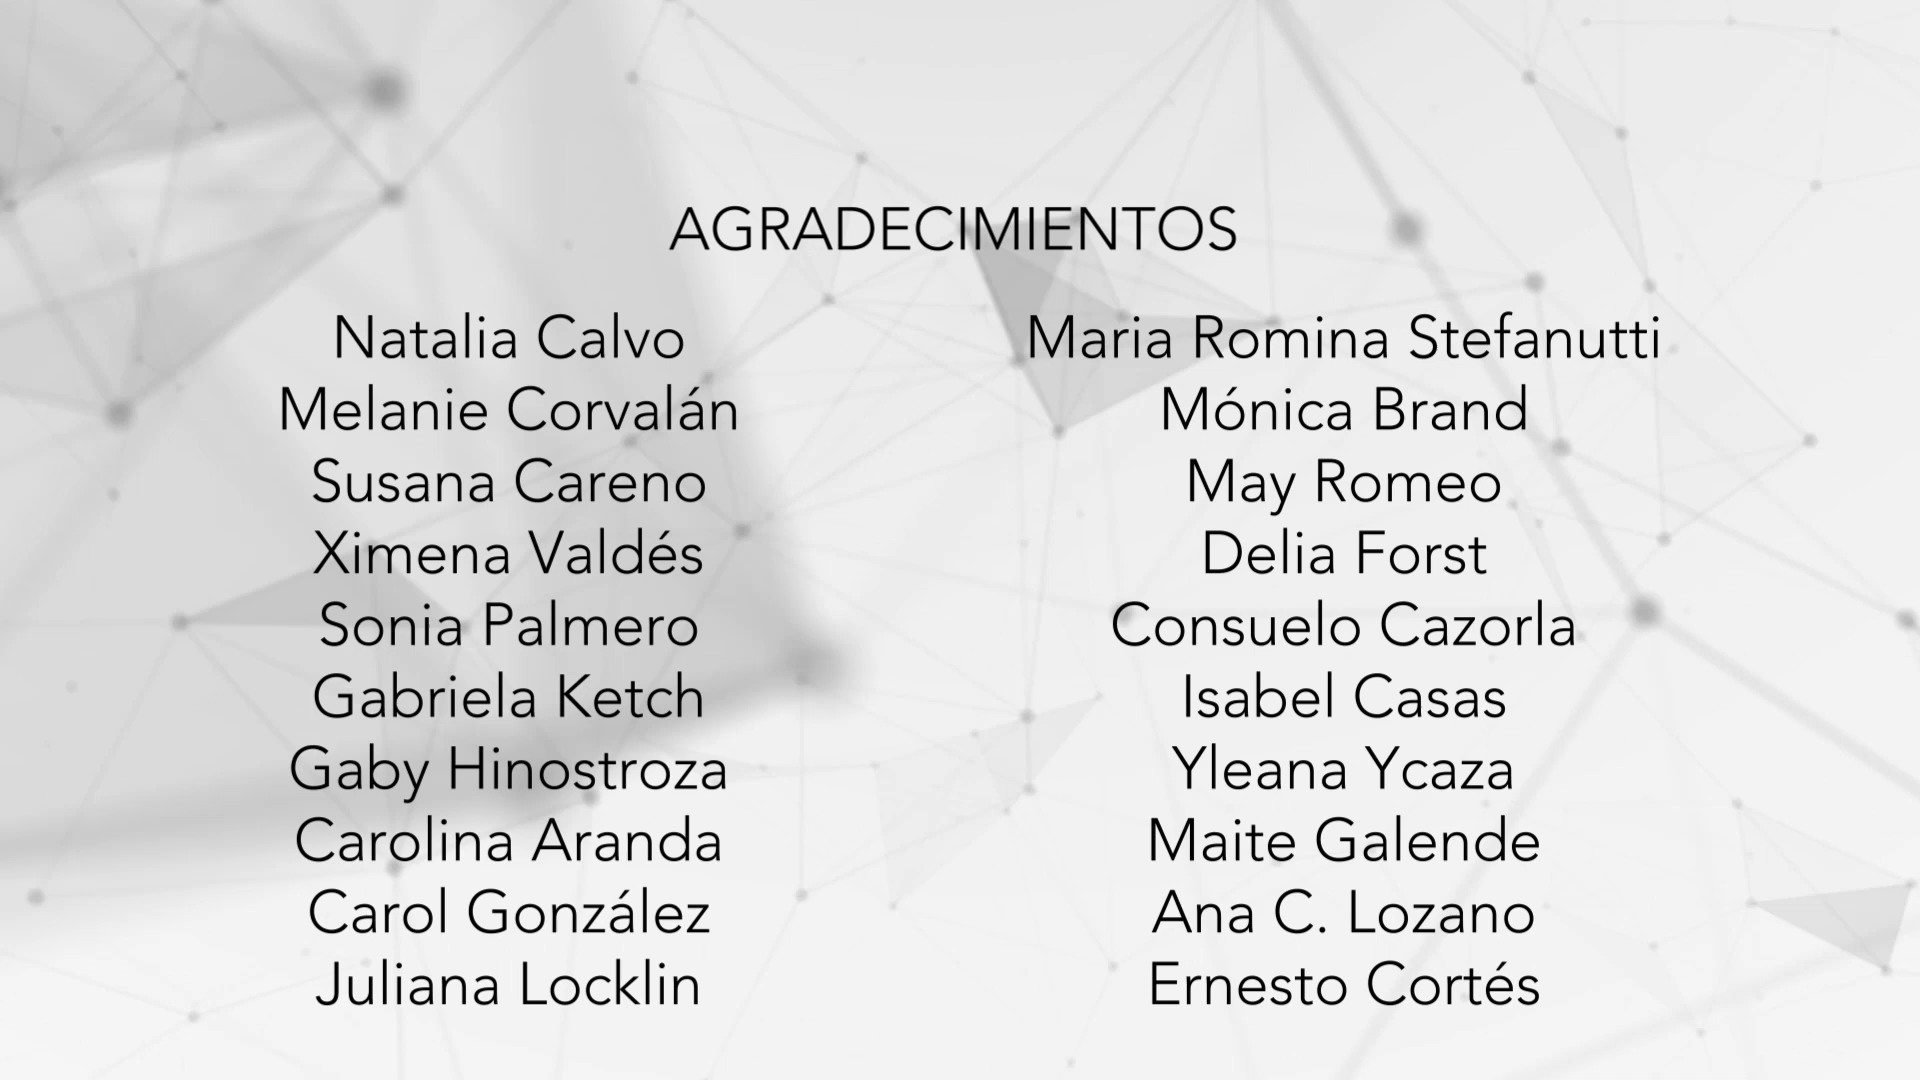 AGRADECIMIENTOS
Natalia Calvo
Melanie Corvalán
Susana Careno
Ximena Valdés
Sonia Palmero
Gabriela Ketch
Gaby Hinostroza
Carolina Aranda
Carol González
Juliana Locklin
Maria Romina Stefanutti
Mónica Brand
May Romeo
Delia Forst
Consuelo Cazorla
Isabel Casas
Yleana Ycaza
Maite Galende
Ana C. Lozano
Ernesto Cortés